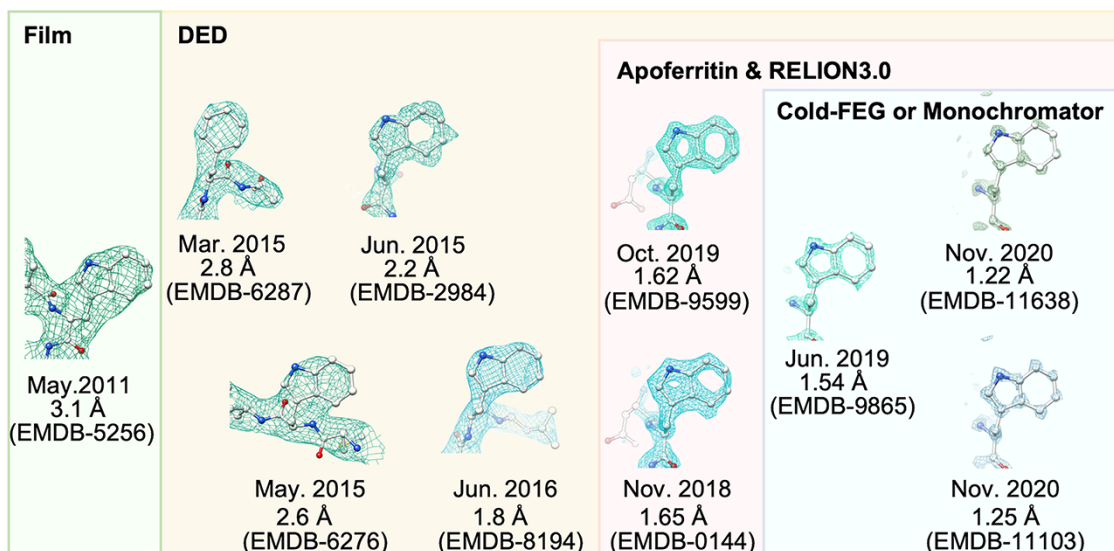 Film
DED
Apoferritin & RELION3.0
Cold-FEG or Monochromator
Mar. 2015
2.8 Å
(EMDB-6287)
Jun. 2015
2.2 Å
(EMDB-2984)
Oct. 2019
1.62 Å
(EMDB-9599)
Nov. 2020
1.22 Å
(EMDB-11638)
May.2011
3.1 Å
(EMDB-5256)
Jun. 2019
1.54 Å
(EMDB-9865)
May. 2015
2.6 Å
(EMDB-6276)
Jun. 2016
1.8 Å
(EMDB-8194)
Nov. 2018
1.65 Å
(EMDB-0144)
Nov. 2020
1.25 Å
(EMDB-11103)